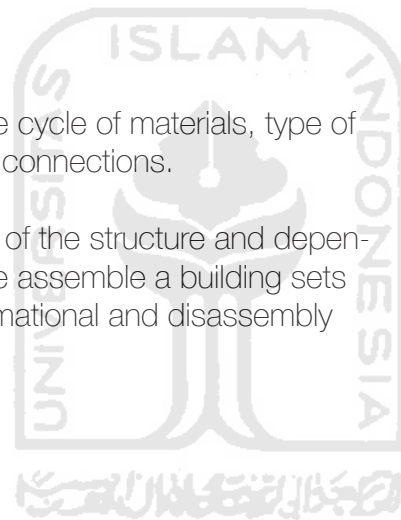 ISLAM
UNIVERSITAS
INDONESIA
e cycle of materials, type of
connections.
of the structure and depen-
e assemble a building sets
mational and disassembly